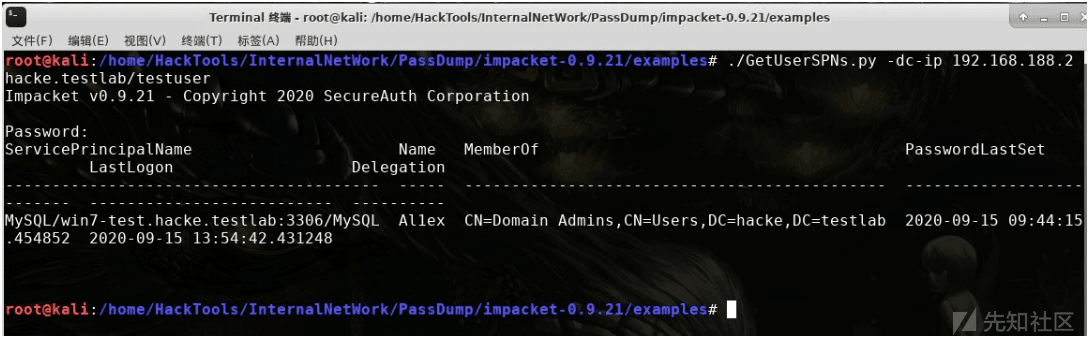 Terminal 终端 - root@kali: /home/HackTools/InternalNetWork/PassDump/impacket-0.9.21/examples
文件(F) 编辑(E) 视图(V) 终端(T) 标签(A) 帮助(H)
root@kali:/home/HackTools/InternalNetWork/PassDump/impacket-0.9.21/examples# ./GetUserSPNs.py -dc-ip 192.168.188.2
hacke.testlab/testuser
Impacket v0.9.21 - Copyright 2020 SecureAuth Corporation
Password:
ServicePrincipalName Name MemberOf PasswordLastSet
LastLogon Delegation
---------------------------------------- ----- --------------------------------------------- -------------------
------- -------------------------- ----------
MySQL/win7-test.hacke.testlab:3306/MySQL Al1ex CN=Domain Admins,CN=Users,DC=hacke,DC=testlab 2020-09-15 09:44:15
.454852 2020-09-15 13:54:42.431248
root@kali:/home/HackTools/InternalNetWork/PassDump/impacket-0.9.21/examples#
先知社区